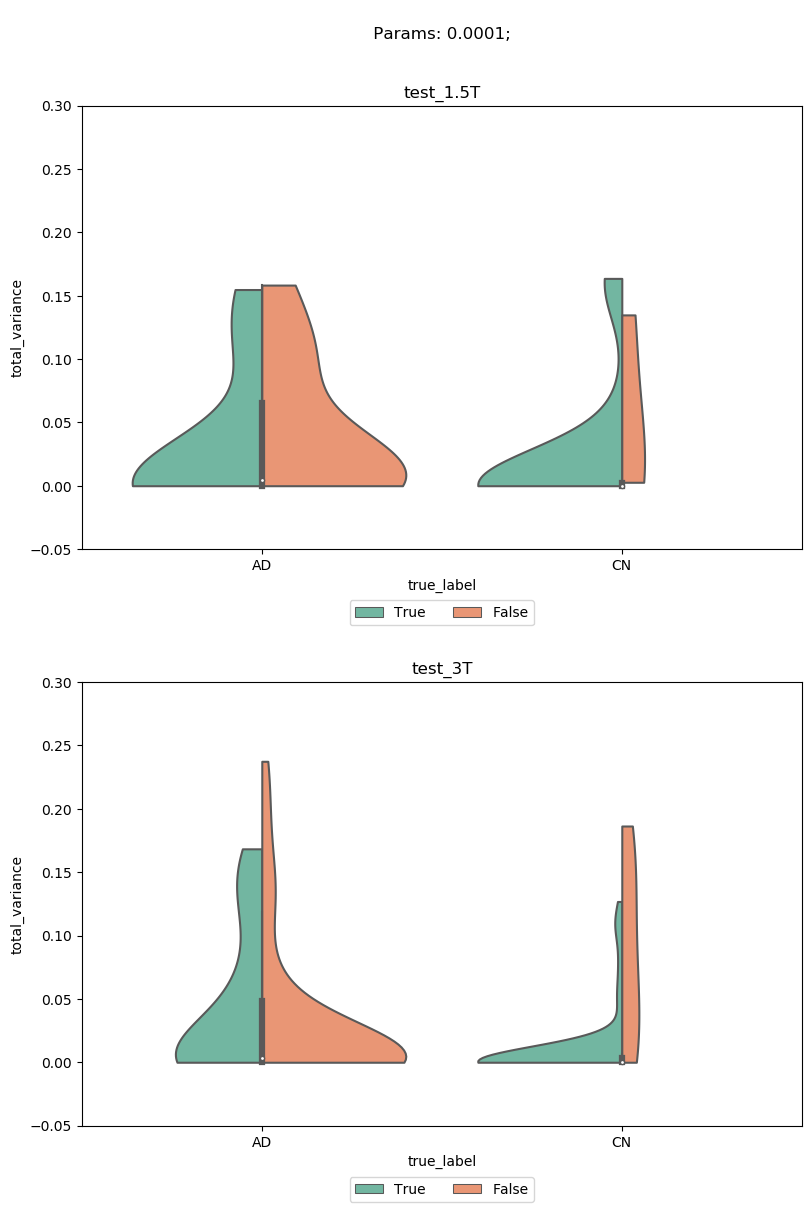 Params: 0.0001;
test_1.5T
0.30
0.25
0.20
0.15
0.10
0.05
0.00
−0.05
total_variance
AD CN
true_label
True False
test_3T
0.30
0.25
0.20
0.15
0.10
0.05
0.00
−0.05
total_variance
AD CN
true_label
True False